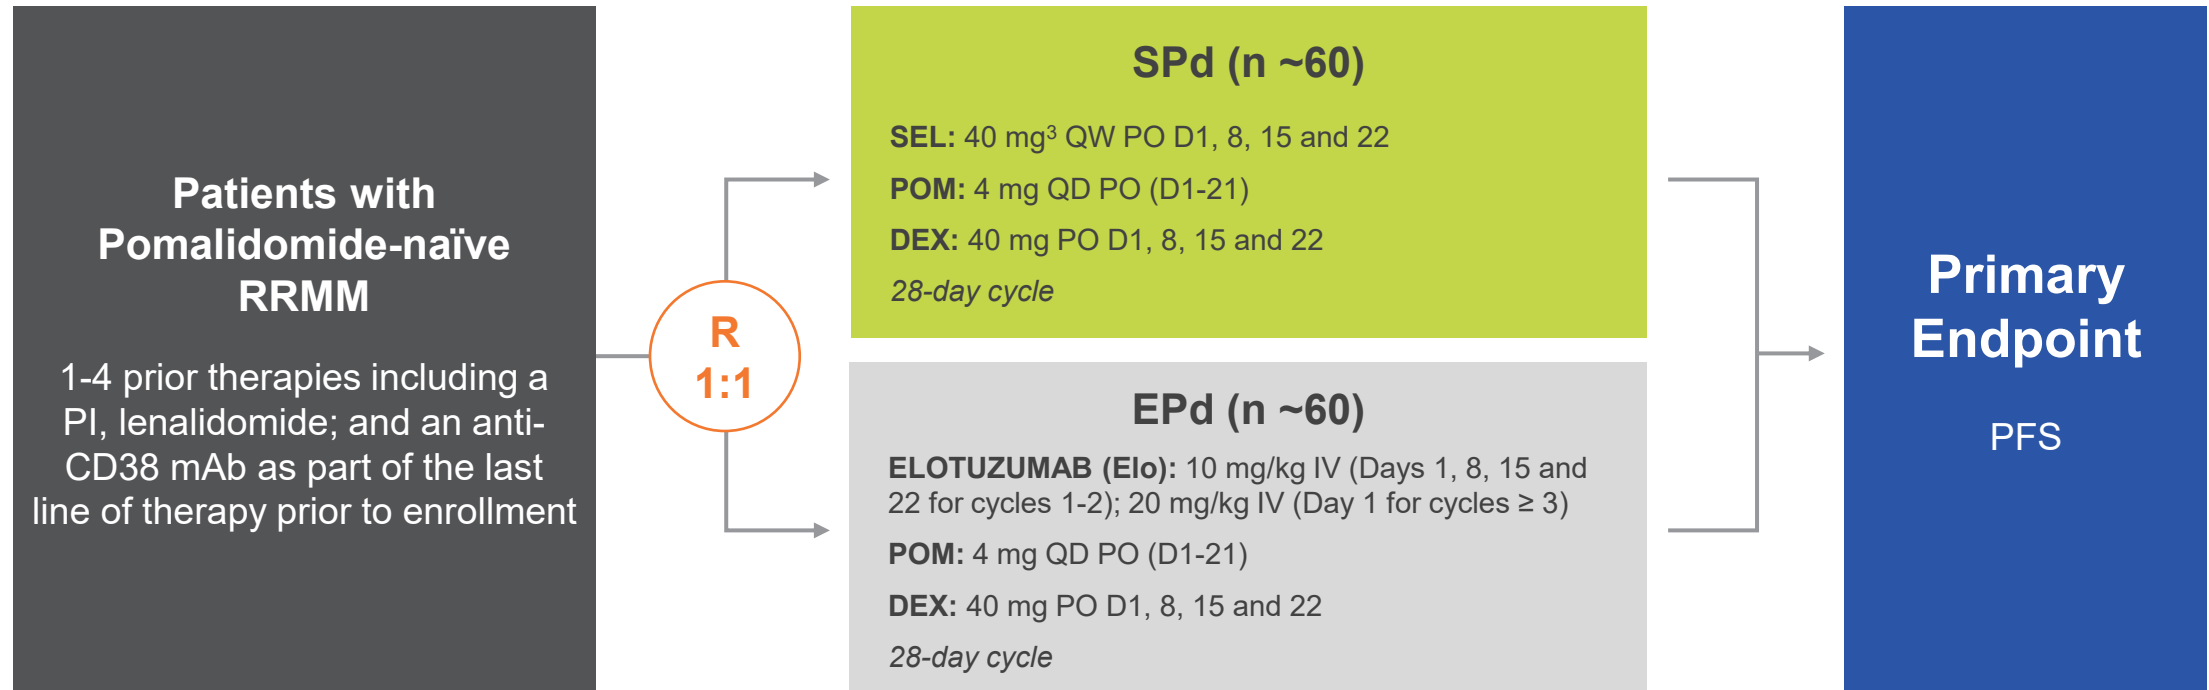 Patients with
Pomalidomide-naïve
RRMM
1-4 prior therapies including a
PI, lenalidomide; and an anti-
CD38 mAb as part of the last
line of therapy prior to enrollment
R
1:1
SPd (n ~60)
SEL: 40 mg³ QW PO D1, 8, 15 and 22
POM: 4 mg QD PO (D1-21)
DEX: 40 mg PO D1, 8, 15 and 22
28-day cycle
EPd (n ~60)
ELOTUZUMAB (Elo): 10 mg/kg IV (Days 1, 8, 15 and
22 for cycles 1-2); 20 mg/kg IV (Day 1 for cycles ≥ 3)
POM: 4 mg QD PO (D1-21)
DEX: 40 mg PO D1, 8, 15 and 22
28-day cycle
Primary
Endpoint
PFS